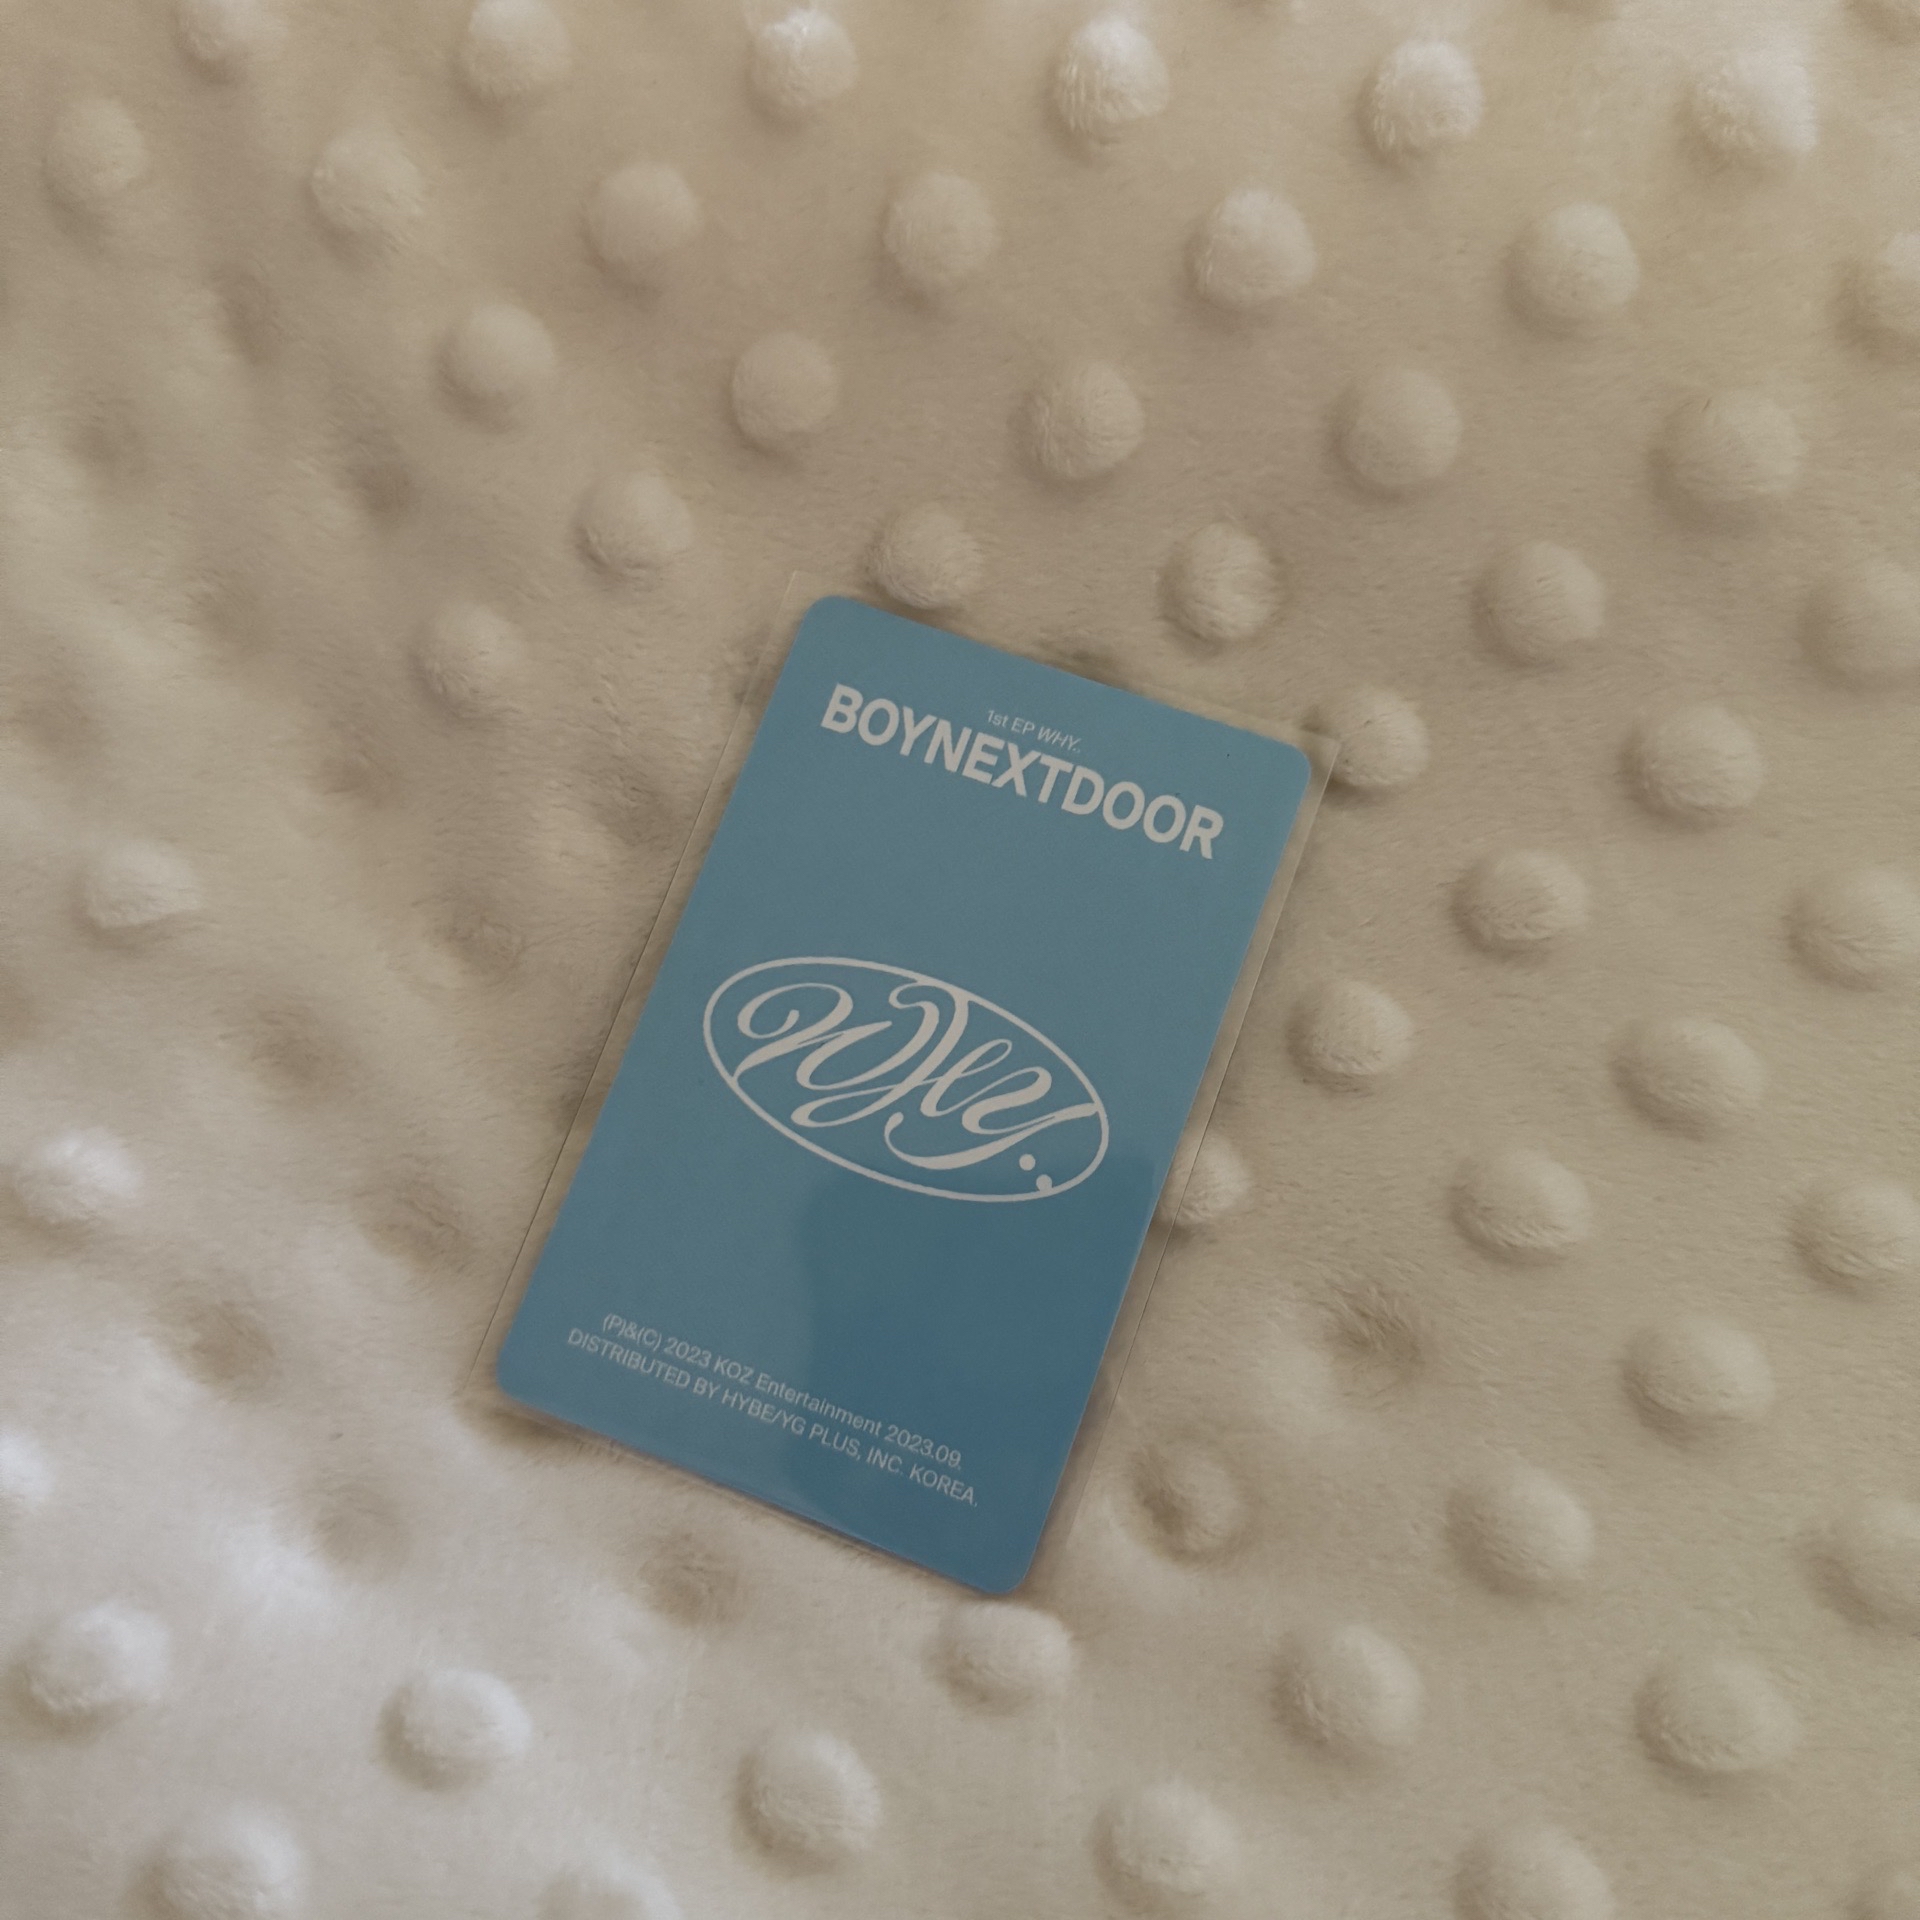 1st EP WHY..
BOYNEXTDOOR
WHY..
(P)&(C) 2023 KOZ Entertainment 2023.09.
DISTRIBUTED BY HYBE/YG PLUS, INC. KOREA.